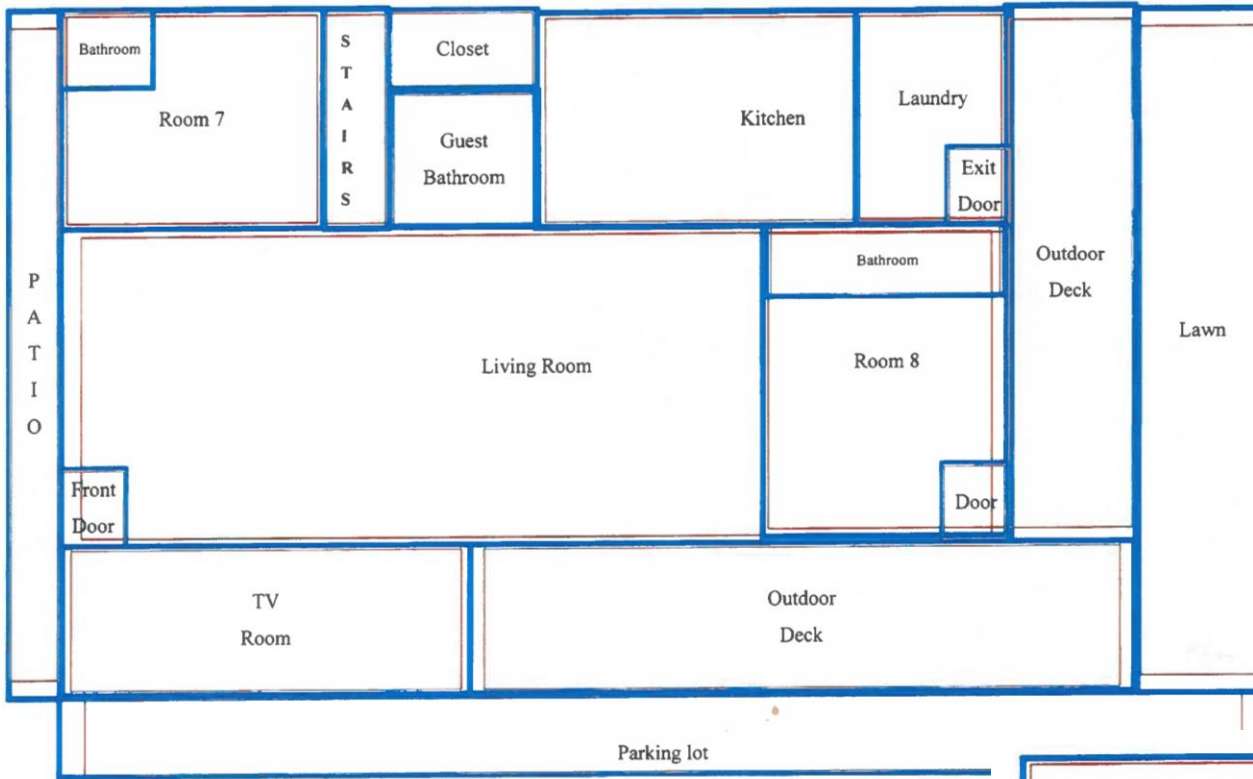 Bathroom
Room 7
S
T
A
I
R
S
Closet
Guest
Bathroom
Kitchen
Laundry
Exit
Door
Outdoor
Deck
Lawn
P
A
T
I
O
Living Room
Bathroom
Room 8
Front
Door
Door
TV
Room
Outdoor
Deck
Parking lot